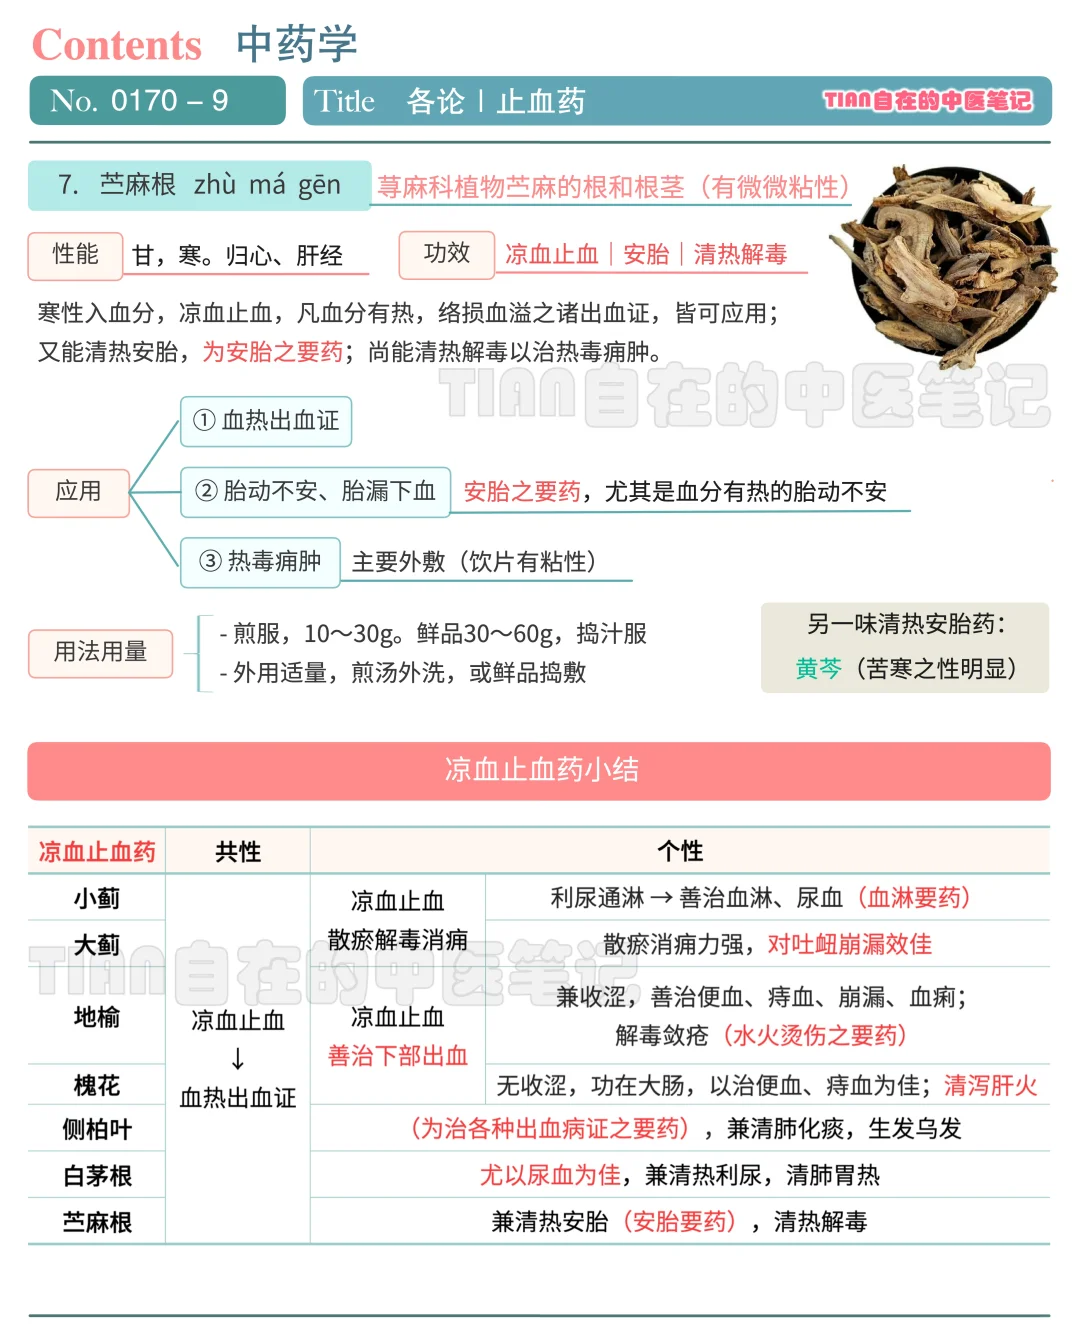 Contents 中药学
No. 0170 – 9
Title 各论 | 止血药
TIAN自在的中医笔记
7. 苎麻根 zhù má gēn
荨麻科植物苎麻的根和根茎（有微微粘性）
性能 甘，寒。归心、肝经
功效 凉血止血｜安胎｜清热解毒
寒性入血分，凉血止血，凡血分有热，络损血溢之诸出血证，皆可应用；
又能清热安胎，为安胎之要药；尚能清热解毒以治热毒痈肿。
TIAN自在的中医笔记
应用
① 血热出血证
② 胎动不安、胎漏下血 安胎之要药，尤其是血分有热的胎动不安
③ 热毒痈肿 主要外敷（饮片有粘性）
用法用量
- 煎服，10～30g。鲜品30～60g，捣汁服
- 外用适量，煎汤外洗，或鲜品捣敷
另一味清热安胎药：
黄芩（苦寒之性明显）
凉血止血药小结
凉血止血药 共性 个性
小蓟
大蓟
地榆
槐花
侧柏叶
白茅根
苎麻根
凉血止血
↓
血热出血证
凉血止血
散瘀解毒消痈
凉血止血
善治下部出血
利尿通淋 → 善治血淋、尿血（血淋要药）
散瘀消痈力强，对吐衄崩漏效佳
兼收涩，善治便血、痔血、崩漏、血痢；
解毒敛疮（水火烫伤之要药）
无收涩，功在大肠，以治便血、痔血为佳；清泻肝火
（为治各种出血病证之要药），兼清肺化痰，生发乌发
尤以尿血为佳，兼清热利尿，清肺胃热
兼清热安胎（安胎要药），清热解毒
TIAN自在的中医笔记